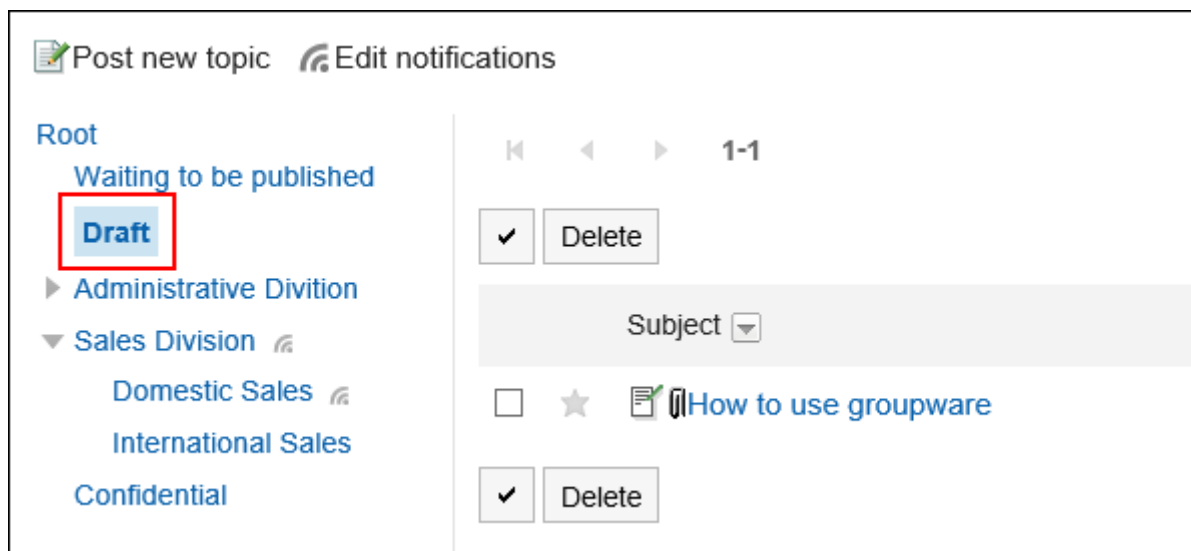 Post new topic Edit notifications
Root
Waiting to be published
Draft
Administrative Divition
Sales Division
Domestic Sales
International Sales
Confidential
1-1
Delete
Subject
How to use groupware
Delete